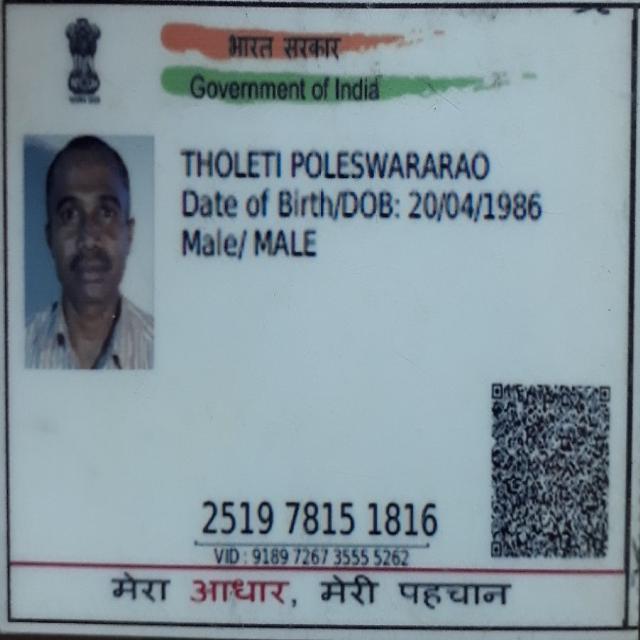 भारत सरकार
Government of India
THOLETI POLESWARARAO
Date of Birth/DOB: 20/04/1986
Male/ MALE
2519 7815 1816
VID : 9189 7267 3555 5262
मेरा आधार, मेरी पहचान